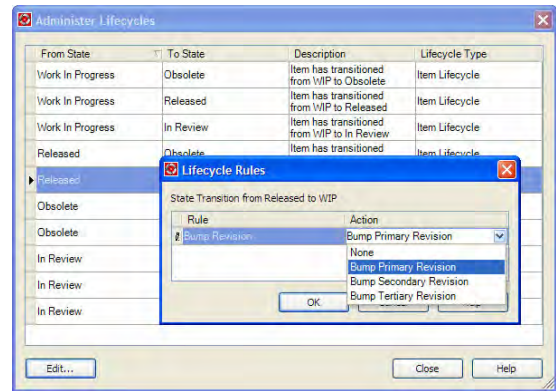 Administer Lifecycles
From State To State Description Lifecycle Type
Work In Progress Obsolete Item has transitioned Item Lifecycle
from WIP to Obsolete
Work In Progress Released Item has transitioned Item Lifecycle
from WIP to Released
Work In Progress In Review Item has transitioned Item Lifecycle
from WIP to In Review
Released Obsolete Item has transitioned Item Lifecycle
Released
Obsolete
Obsolete
In Review
In Review
In Review
Lifecycle Rules
State Transition from Released to WIP
Rule Action
Bump Revision Bump Primary Revision
None
Bump Primary Revision
Bump Secondary Revision
Bump Tertiary Revision
OK
Edit... Close Help